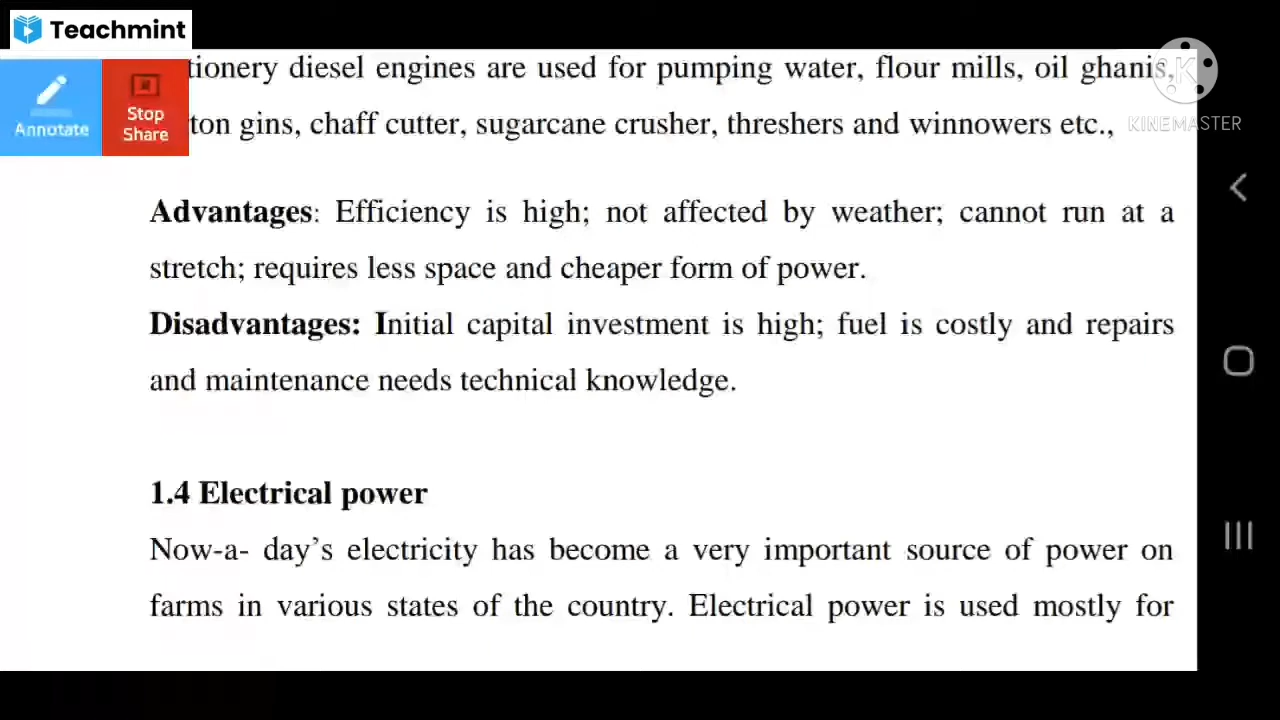 Teachmint
Annotate
Stop
Share
tionery diesel engines are used for pumping water, flour mills, oil ghanis,
ton gins, chaff cutter, sugarcane crusher, threshers and winnowers etc.,
KINEMASTER
Advantages: Efficiency is high; not affected by weather; cannot run at a
stretch; requires less space and cheaper form of power.
Disadvantages: Initial capital investment is high; fuel is costly and repairs
and maintenance needs technical knowledge.
1.4 Electrical power
Now-a- day’s electricity has become a very important source of power on
farms in various states of the country. Electrical power is used mostly for